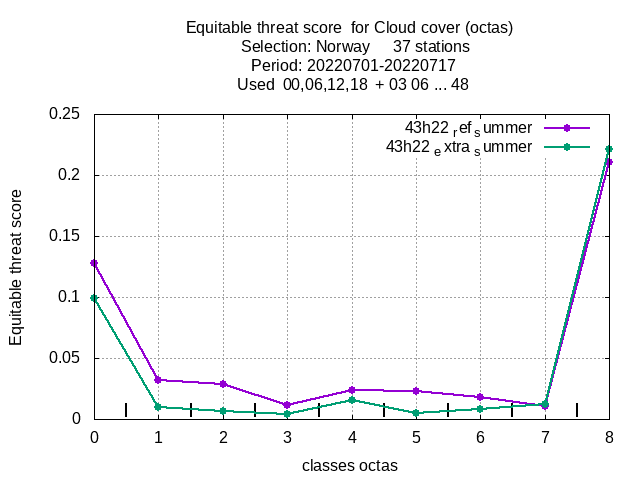 Equitable threat score  for Cloud cover (octas)
Selection: Norway     37 stations
Period: 20220701-20220717
Used  00,06,12,18  + 03 06 ... 48
0.25
0.2
0.15
0.1
0.05
0
Equitable threat score
43h22 ref summer
43h22 extra summer
0 1 2 3 4 5 6 7 8
classes octas